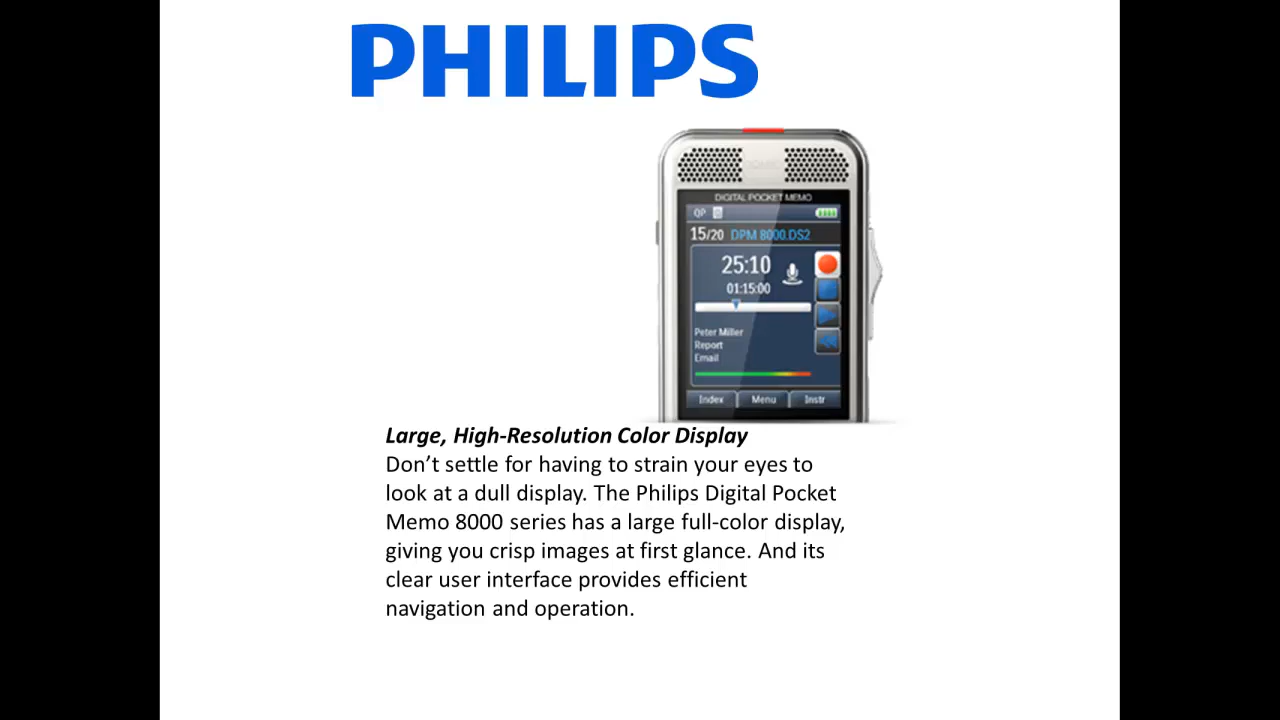 PHILIPS
DIGITAL POCKET MEMO
QP
15/20 DPM 8000.DS2
25:10
01:15:00
Peter Miller
Report
Email
Index Menu Instr
Large, High-Resolution Color Display
Don’t settle for having to strain your eyes to
look at a dull display. The Philips Digital Pocket
Memo 8000 series has a large full-color display,
giving you crisp images at first glance. And its
clear user interface provides efficient
navigation and operation.